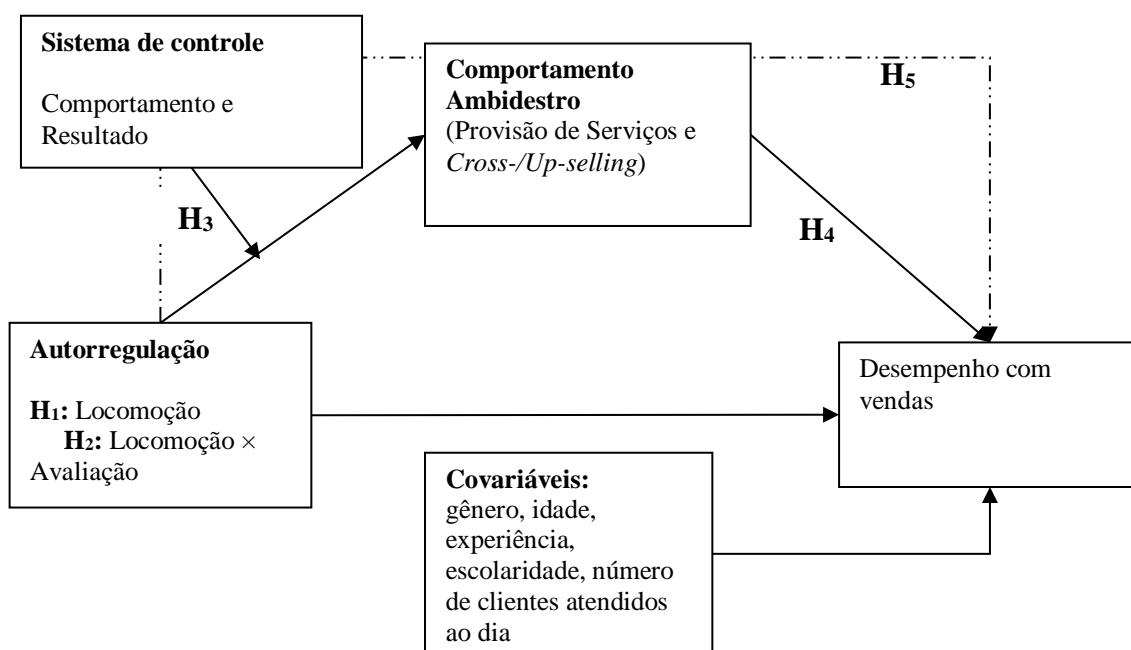 Sistema de controle
Comportamento e
Resultado
Comportamento
Ambidestro
(Provisão de Serviços e
Cross-/Up-selling)
H5
H3
H4
Autorregulação
H1: Locomoção
H2: Locomoção ×
Avaliação
Desempenho com
vendas
Covariáveis:
gênero, idade,
experiência,
escolaridade, número
de clientes atendidos
ao dia